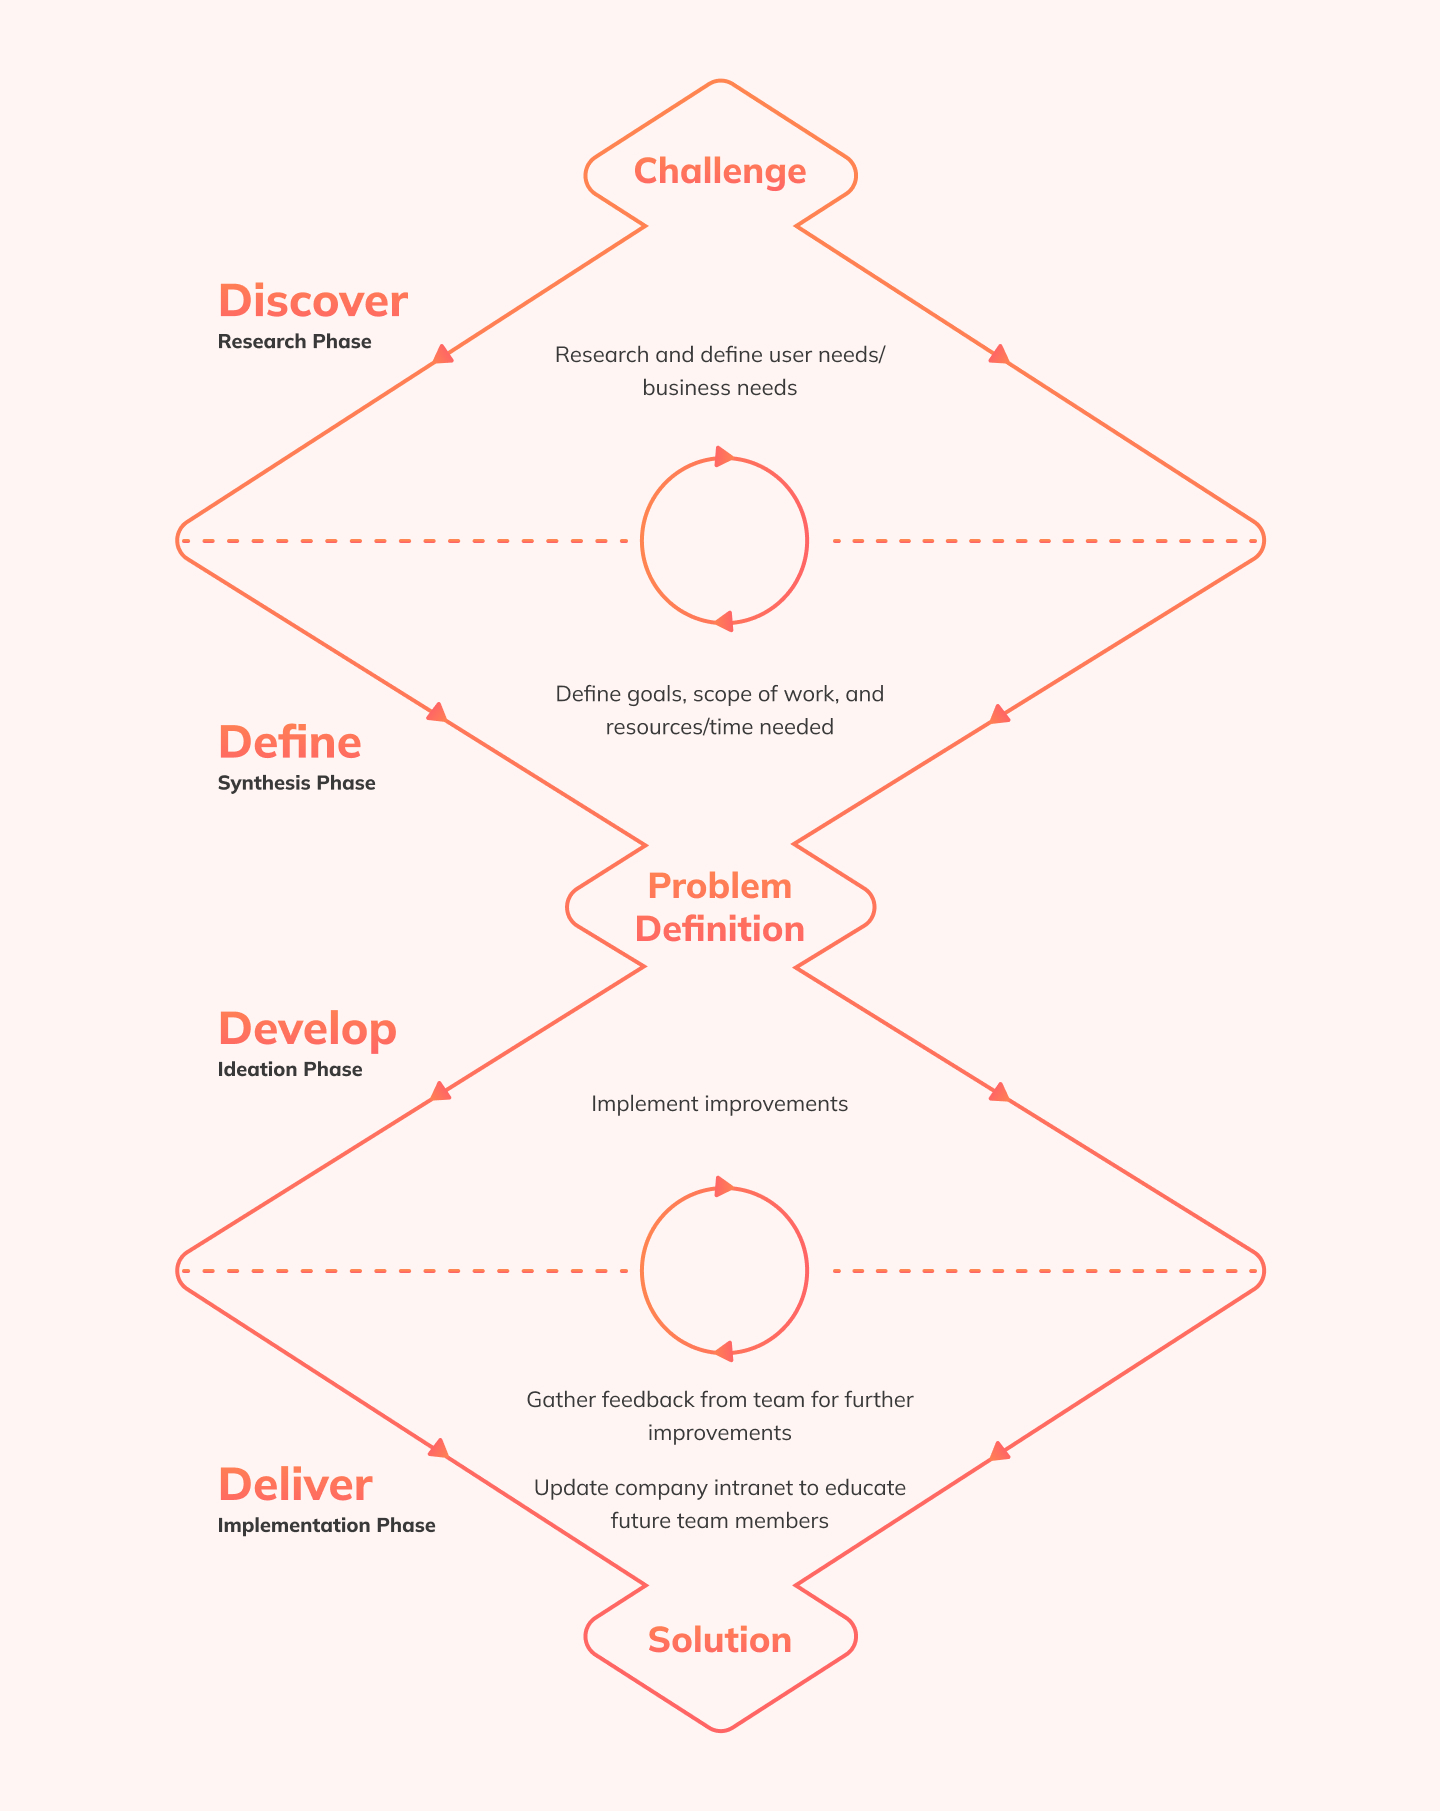 Challenge
Discover
Research Phase
Research and define user needs/
business needs
Define goals, scope of work, and
resources/time needed
Define
Synthesis Phase
Problem
Definition
Develop
Ideation Phase
Implement improvements
Gather feedback from team for further
improvements
Deliver
Implementation Phase
Update company intranet to educate
future team members
Solution